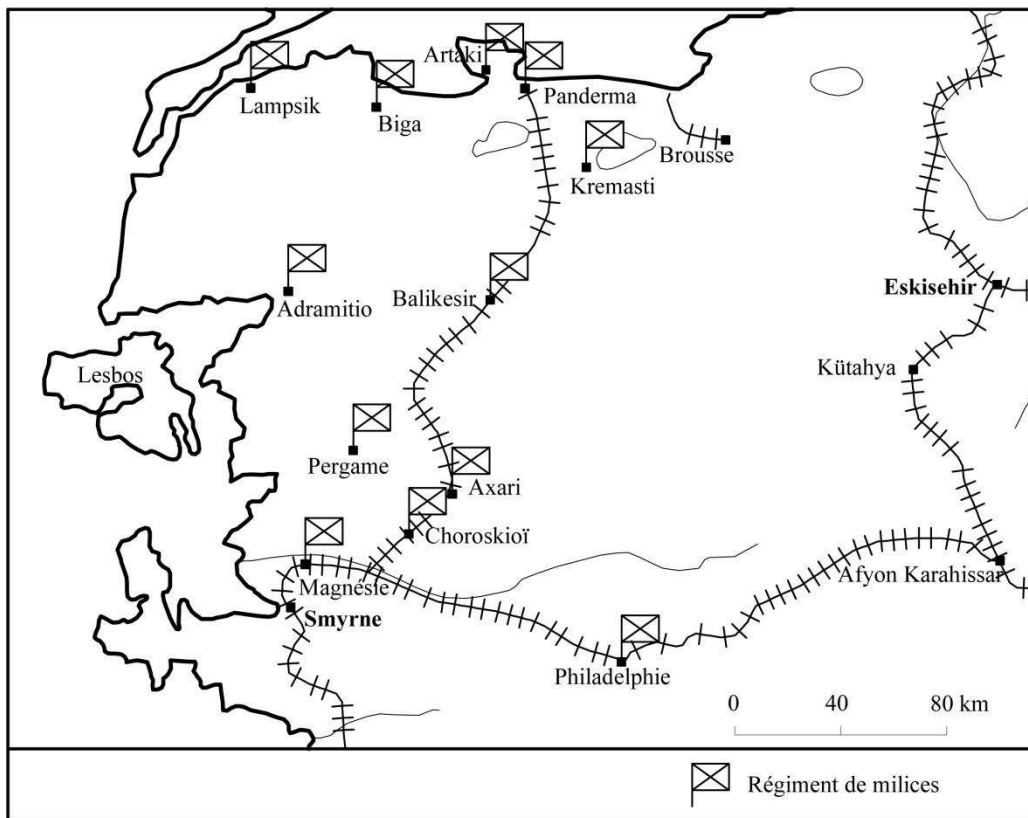 Artaki
Lampsik
Biga
Panderma
Brousse
Kremasti
Adramitio
Balikesir
Eskisehir
Lesbos
Kütahya
Pergame
Axari
Choroskioï
Magnésie
Afyon Karahissar
Smyrne
Philadelphie
0 40 80 km
Régiment de milices